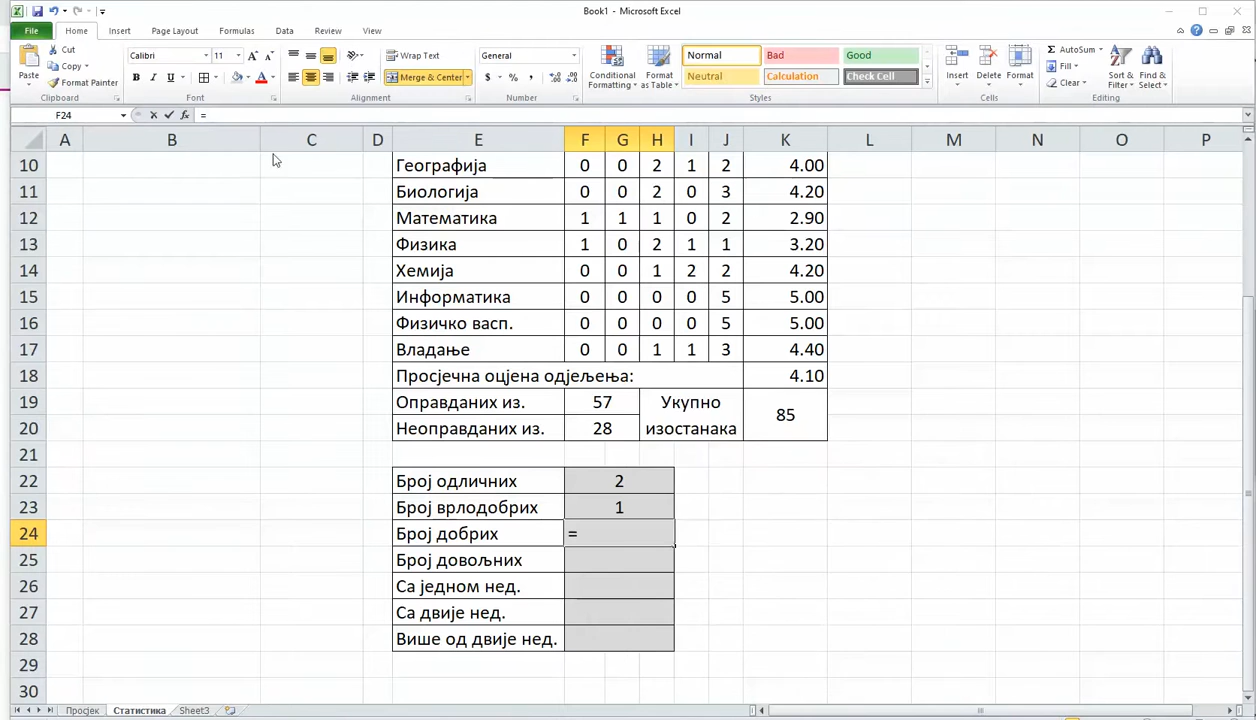 Book1 - Microsoft Excel
File Home Insert Page Layout Formulas Data Review View
Paste Cut Copy Format Painter Clipboard
Calibri 11 B I U A A A Font
Wrap Text Merge & Center Alignment
General $ % , Number
Conditional Formatting Format as Table
Normal Bad Good
Neutral Calculation Check Cell
Styles
Insert Delete Format Cells
AutoSum Fill Clear Sort & Filter Find & Select Editing
F24 fx =
A B C D E F G H I J K L M N O P
10 Географија 0 0 2 1 2 4.00
11 Биологија 0 0 2 0 3 4.20
12 Математика 1 1 1 0 2 2.90
13 Физика 1 0 2 1 1 3.20
14 Хемија 0 0 1 2 2 4.20
15 Информатика 0 0 0 0 5 5.00
16 Физичко васп. 0 0 0 0 5 5.00
17 Владање 0 0 1 1 3 4.40
18 Просјечна оцјена одјељења: 4.10
19 Оправданих из. 57 Укупно
85
20 Неоправданих из. 28 изостанака
21
22 Број одличних 2
23 Број врлодобрих 1
24 Број добрих =
25 Број довољних
26 Са једном нед.
27 Са двије нед.
28 Више од двије нед.
29
30
Просјек Статистика Sheet3